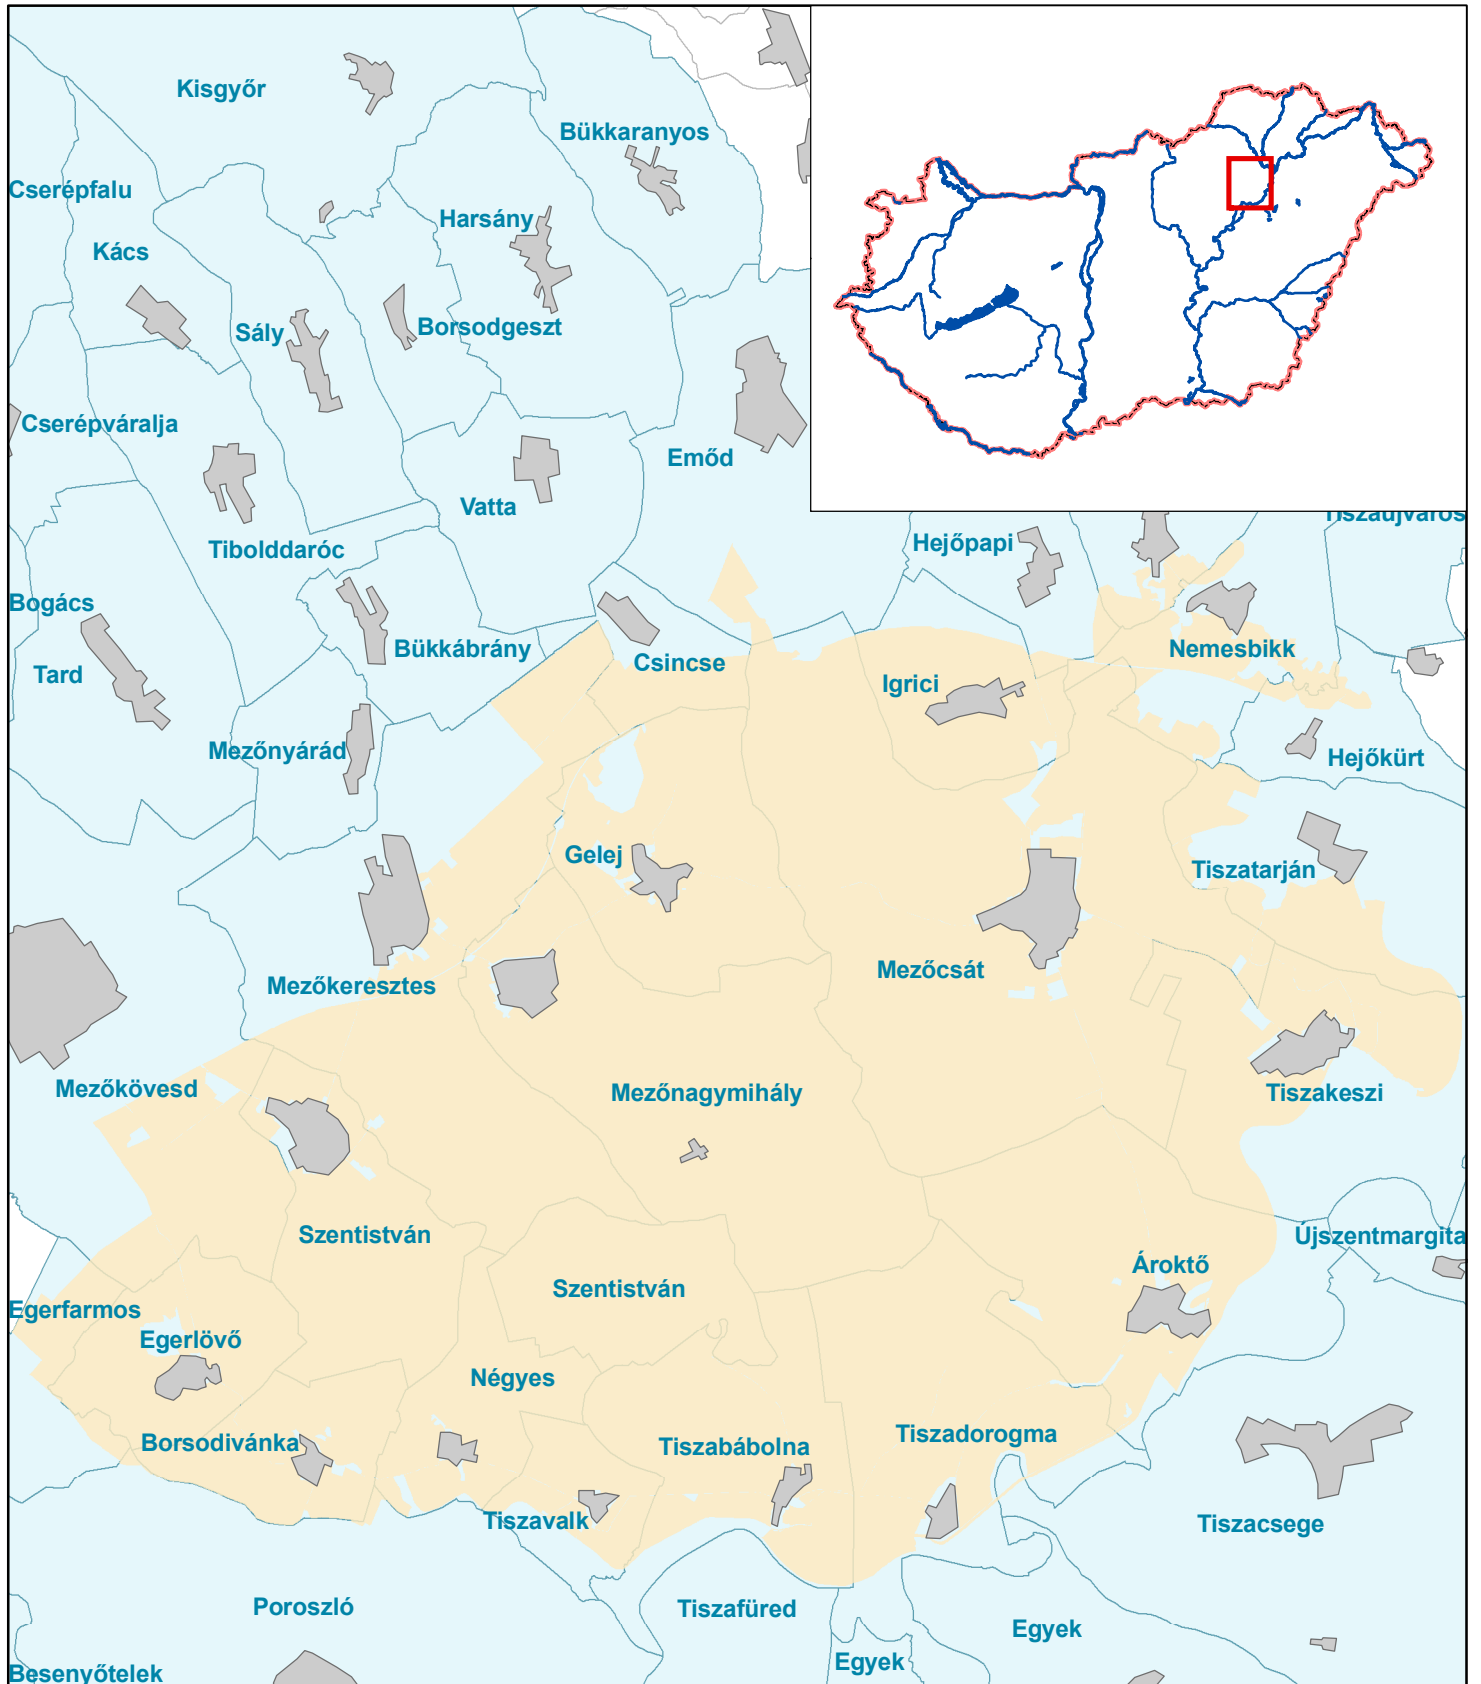 Kisgyőr
Bükkaranyos
Cserépfalu
Harsány
Kács
Sály
Borsodgeszt
Cserépváralja
Emőd
Vatta
Tiszaújváros
Hejőpapi
Tibolddaróc
Bogács
Bükkábrány
Nemesbikk
Csincse
Tard
Igrici
Mezőnyárád
Hejőkürt
Gelej
Tiszatarján
Mezőcsát
Mezőkeresztes
Mezőkövesd
Mezőnagymihály
Tiszakeszi
Szentistván
Újszentmargita
Ároktő
Szentistván
Egerfarmos
Egerlövő
Négyes
Tiszadorogma
Borsodivánka
Tiszabábolna
Tiszavalk
Tiszacsege
Poroszló
Tiszafüred
Egyek
Egyek
Besenyőtelek